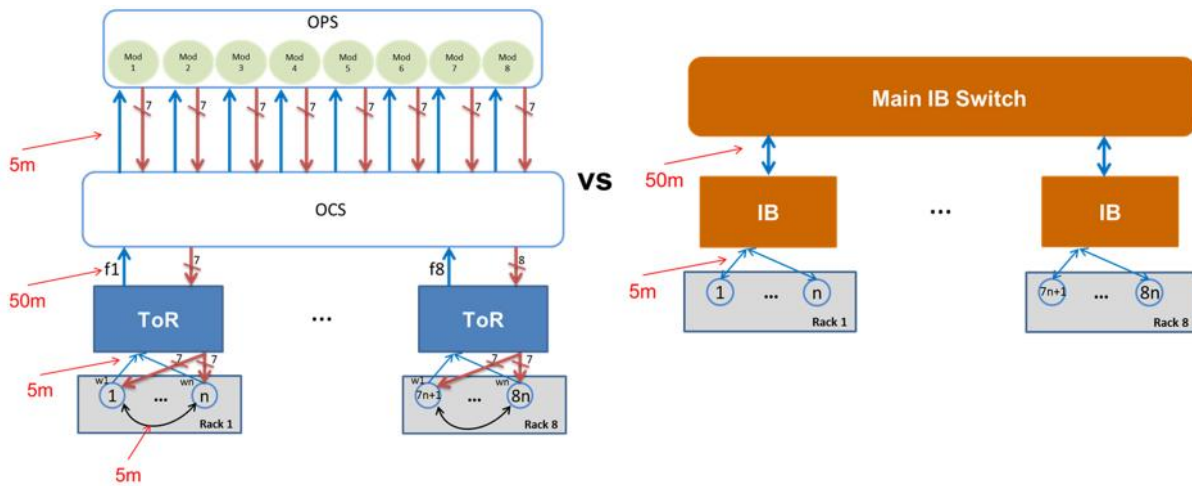 OPS
Mod
1
Mod
2
Mod
3
Mod
4
Mod
5
Mod
6
Mod
7
Mod
8
7 7 7 7 7 7 7 7
5m
OCS
f1 7
f8 8
50m
ToR
...
ToR
7 7
7 7
5m
w1 wn
w1 wn
1 ... n
Rack 1
7n+1 ... 8n
Rack 8
5m
vs
Main IB Switch
50m
IB
...
IB
5m
1 ... n
Rack 1
7n+1 ... 8n
Rack 8